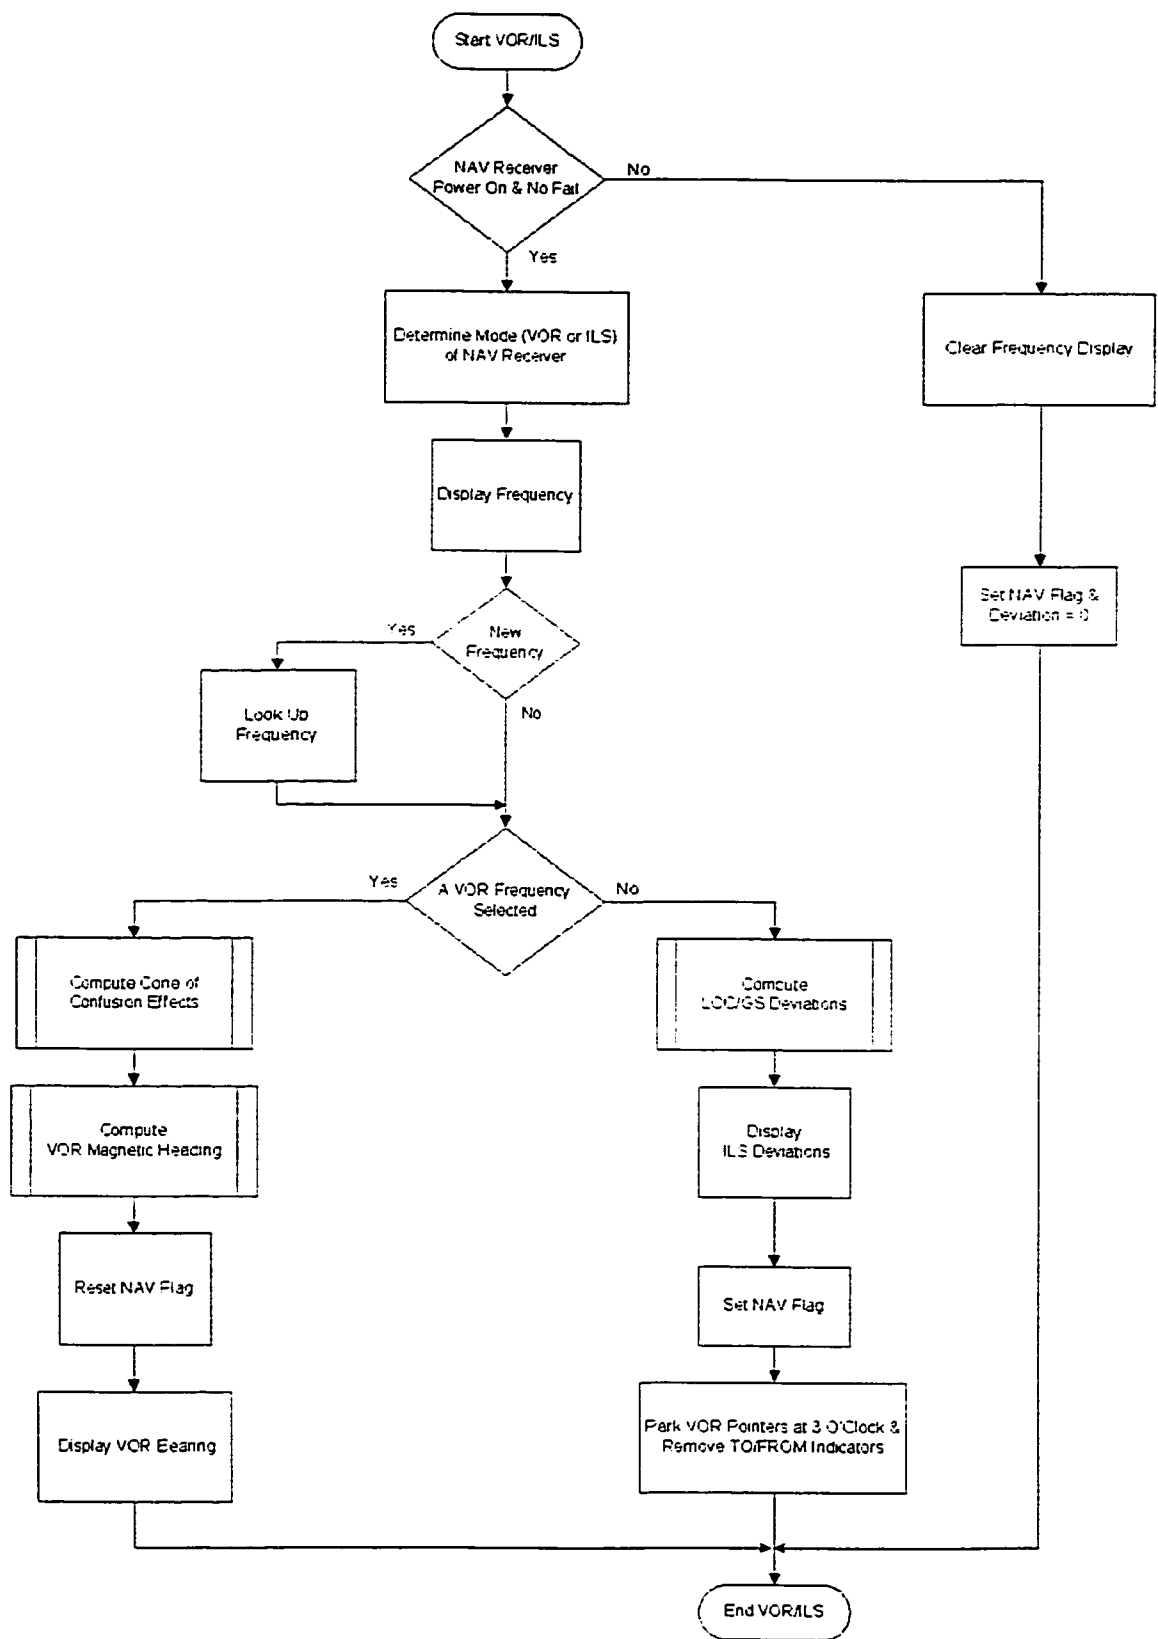 Start VOR/ILS
NAV Receiver
Power On & No Fail
No
Yes
Determine Mode (VOR or ILS)
of NAV Receiver
Clear Frequency Display
Display Frequency
Set NAV Flag &
Deviation = 0
New
Frequency
Yes
No
Look Up
Frequency
A VOR Frequency
Selected
Yes
No
Compute Cone of
Confusion Effects
Compute
LOC/GS Deviations
Compute
VOR Magnetic Heading
Display
ILS Deviations
Reset NAV Flag
Set NAV Flag
Display VOR Bearing
Park VOR Pointers at 3 O'Clock &
Remove TO/FROM Indicators
End VOR/ILS